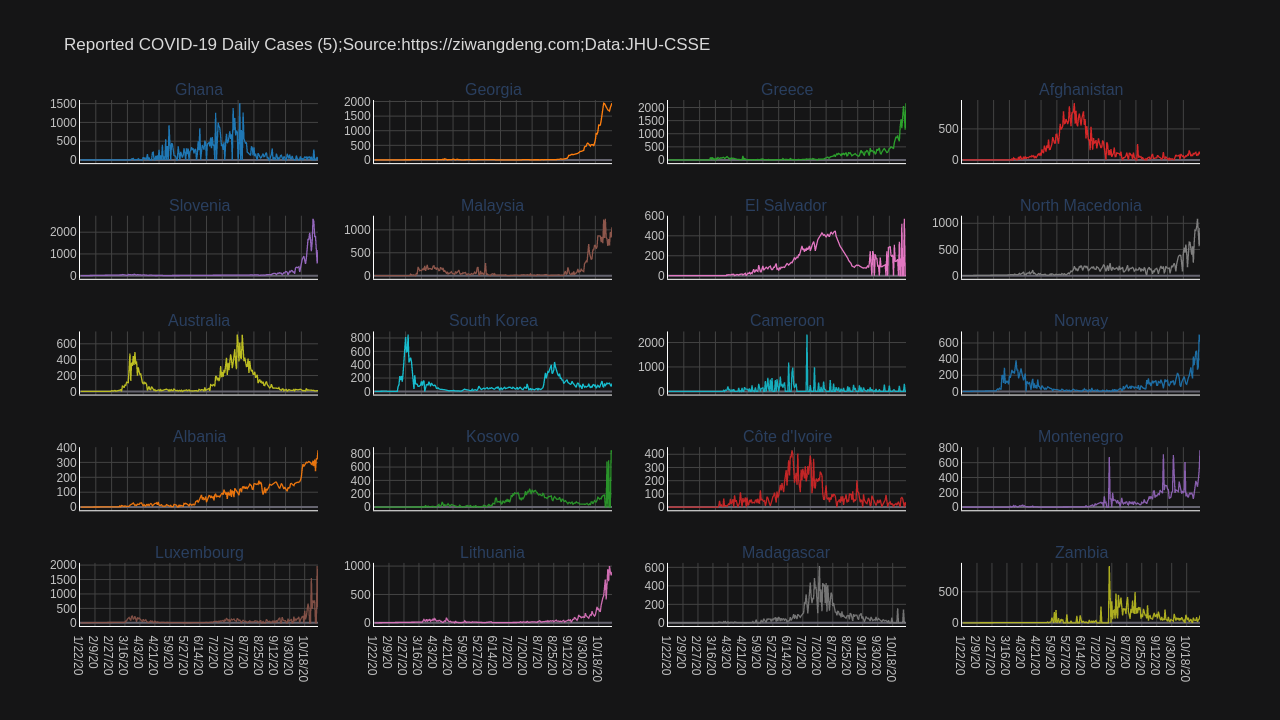 Reported COVID-19 Daily Cases (5);Source:https://ziwangdeng.com;Data:JHU-CSSE
Ghana Georgia Greece Afghanistan
1500 1000 500 0
2000 1500 1000 500 0
2000 1500 1000 500 0
500 0
Slovenia Malaysia El Salvador North Macedonia
2000 1000 0
1000 500 0
600 400 200 0
1000 500 0
Australia South Korea Cameroon Norway
600 400 200 0
800 600 400 200 0
2000 1000 0
600 400 200 0
Albania Kosovo Côte d'Ivoire Montenegro
400 300 200 100 0
800 600 400 200 0
400 300 200 100 0
800 600 400 200 0
Luxembourg Lithuania Madagascar Zambia
2000 1500 1000 500 0
1000 500 0
600 400 200 0
500 0
1/22/20 2/9/20 3/16/20 4/3/20 4/21/20 5/9/20 5/27/20 6/14/20 7/2/20 7/20/20 8/7/20 8/25/20 9/12/20 9/30/20 10/18/20
1/22/20 2/9/20 2/27/20 3/16/20 4/3/20 4/21/20 5/9/20 5/27/20 6/14/20 7/2/20 7/20/20 8/7/20 8/25/20 9/12/20 9/30/20 10/18/20
1/22/20 2/9/20 2/27/20 3/16/20 4/3/20 4/21/20 5/9/20 5/27/20 6/14/20 7/2/20 7/20/20 8/7/20 8/25/20 9/12/20 9/30/20 10/18/20
1/22/20 2/9/20 2/27/20 3/16/20 4/3/20 4/21/20 5/9/20 5/27/20 6/14/20 7/2/20 7/20/20 8/7/20 8/25/20 9/12/20 9/30/20 10/18/20